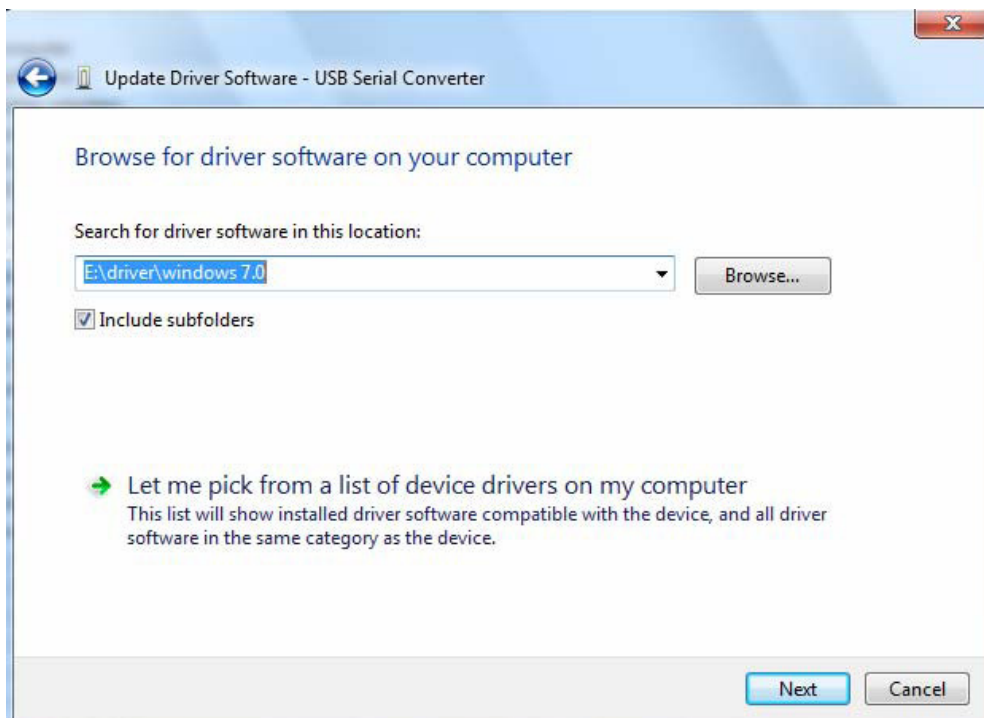 Update Driver Software - USB Serial Converter
Browse for driver software on your computer
Search for driver software in this location:
E:\driver\windows 7.0
Browse...
Include subfolders
Let me pick from a list of device drivers on my computer
This list will show installed driver software compatible with the device, and all driver
software in the same category as the device.
Next
Cancel